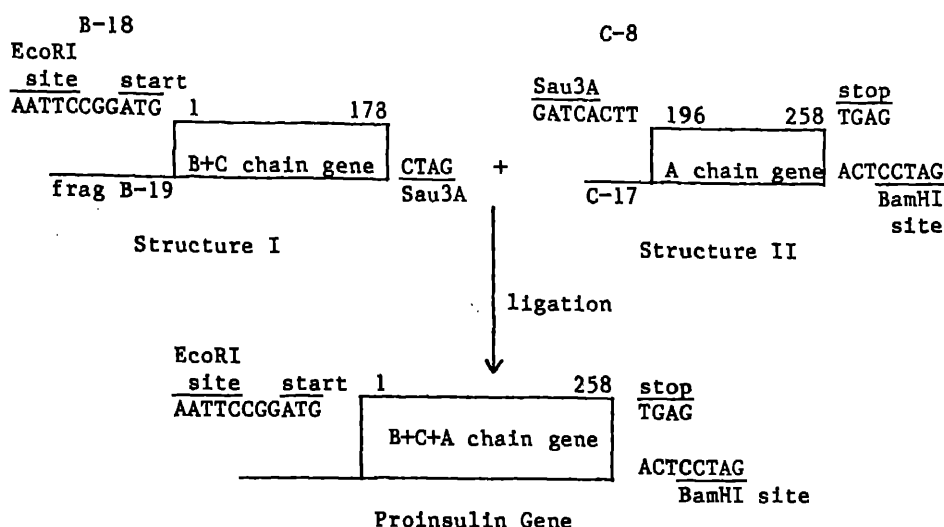 B-18
EcoRI
site start
AATTCCGGATG 1 178
B+C chain gene
frag B-19
CTAG
Sau3A
Structure I
+
C-8
Sau3A
GATCACTT 196 258
stop
TGAG
A chain gene
C-17
ACTCCTAG
BamHI
site
Structure II
ligation
EcoRI
site start
AATTCCGGATG 1 258
stop
TGAG
B+C+A chain gene
ACTCCTAG
BamHI site
Proinsulin Gene